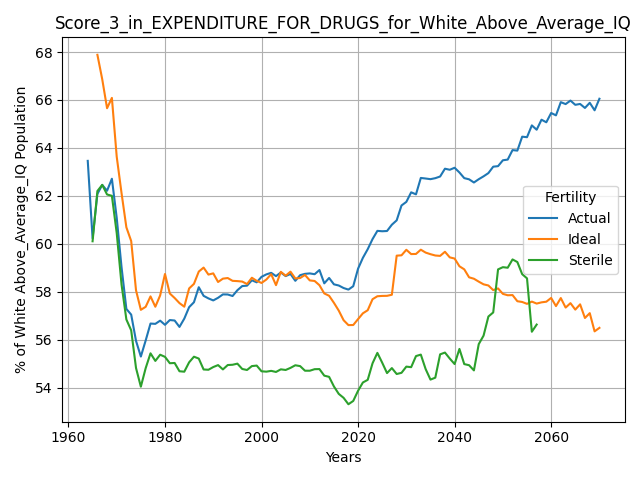 Score_3_in_EXPENDITURE_FOR_DRUGS_for_White_Above_Average_IQ
% of White Above_Average_IQ Population
68
66
64
62
60
58
56
54
Fertility
Actual
Ideal
Sterile
1960 1980 2000 2020 2040 2060
Years